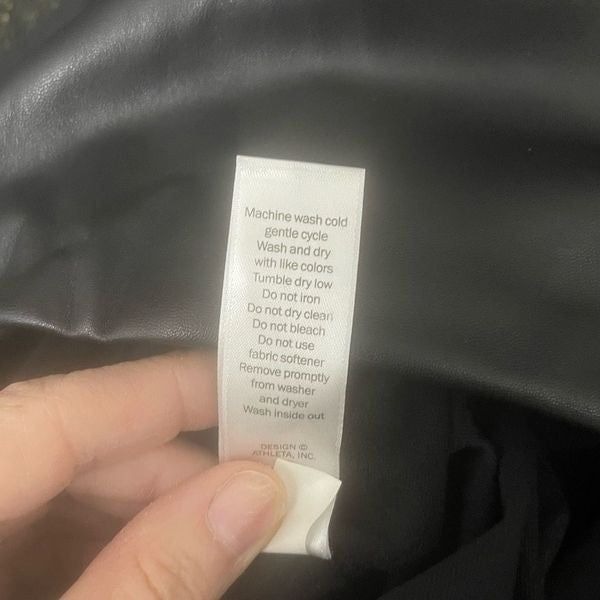 Machine wash cold
gentle cycle
Wash and dry
with like colors
Tumble dry low
Do not iron
Do not dry clean
Do not bleach
Do not use
fabric softener
Remove promptly
from washer
and dryer
Wash inside out
DESIGN ©
ATHLETA, INC.